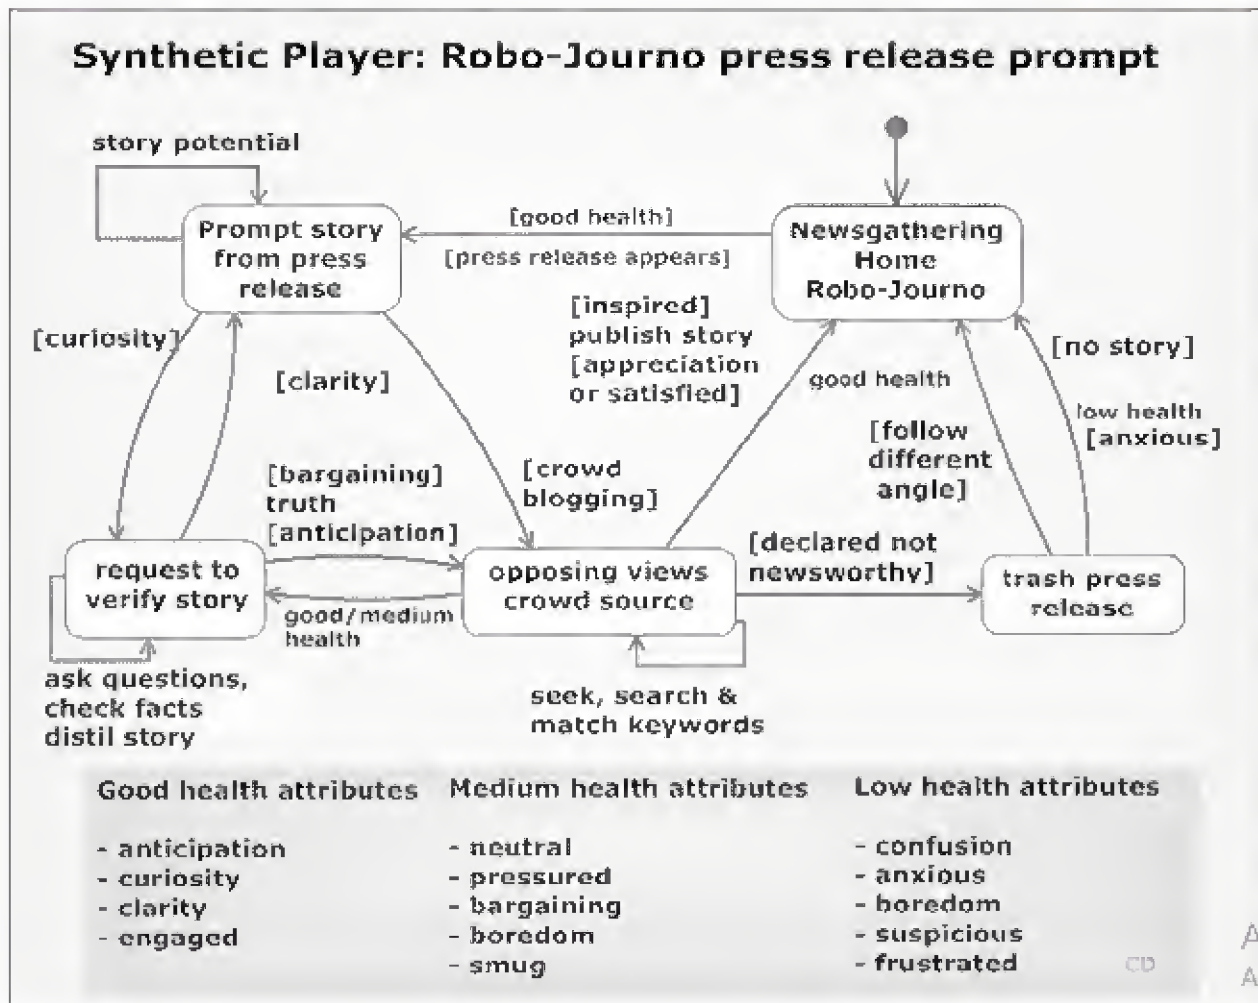 Synthetic Player: Robo-Journo press release prompt
story potential
Prompt story
from press
release
[good health]
[press release appears]
Newsgathering
Home
Robo-Journo
[curiosity]
[clarity]
[inspired]
publish story
[appreciation
or satisfied]
good health
[no story]
low health
[anxious]
[follow
different
angle]
[bargaining]
truth
[anticipation]
[crowd
blogging]
request to
verify story
good/medium
health
opposing views
crowd source
[declared not
newsworthy]
trash press
release
ask questions,
check facts
distil story
seek, search &
match keywords
Good health attributes
- anticipation
- curiosity
- clarity
- engaged
Medium health attributes
- neutral
- pressured
- bargaining
- boredom
- smug
Low health attributes
- confusion
- anxious
- boredom
- suspicious
- frustrated
CD
A
A